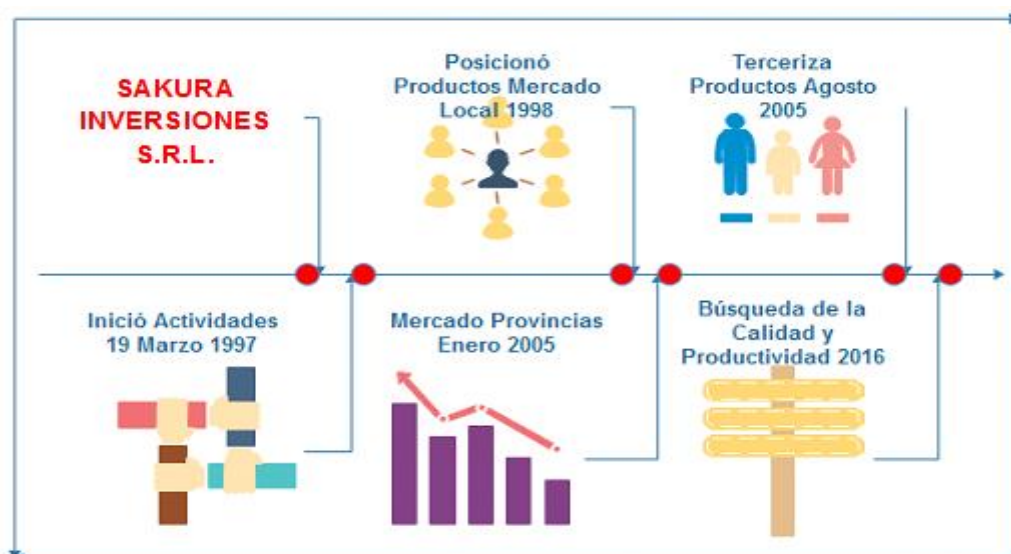 SAKURA
INVERSIONES
S.R.L.
Posicionó
Productos Mercado
Local 1998
Terceriza
Productos Agosto
2005
Inició Actividades
19 Marzo 1997
Mercado Provincias
Enero 2005
Búsqueda de la
Calidad y
Productividad 2016